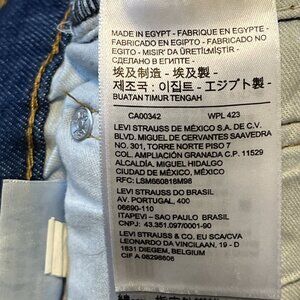 MADE IN EGYPT - FABRIQUE EN EGYPTE -
FABRICADO EN EGIPTO - FABRICADO NO
EGITO - MISIR'DA ÜRETİLMİŞTİR -
СДЕЛАНО В ЕГИПТЕ -
埃及制造 - 埃及製 -
제조국 : 이집트 - エジプト製 -
BUATAN TIMUR TENGAH
CA00342 WPL 423
LEVI STRAUSS DE MÉXICO S.A. DE C.V.
BLVD. MIGUEL DE CERVANTES SAAVEDRA
NO. 301, TORRE NORTE PISO 7
COL. AMPLIACIÓN GRANADA C.P. 11529
ALCALDÍA. MIGUEL HIDALGO
CIUDAD DE MÉXICO, MÉXICO
RFC: LSM660818M98
LEVI STRAUSS DO BRASIL
AV. PORTUGAL, 400
06690-110
ITAPEVI – SAO PAULO BRASIL
CNPJ: 43.351.097/0001-90
LEVI STRAUSS & CO. EU SCA/CVA
LEONARDO DA VINCILAAN, 19 - D
1831 DIEGEM, BELGIUM
CIF A 08296606